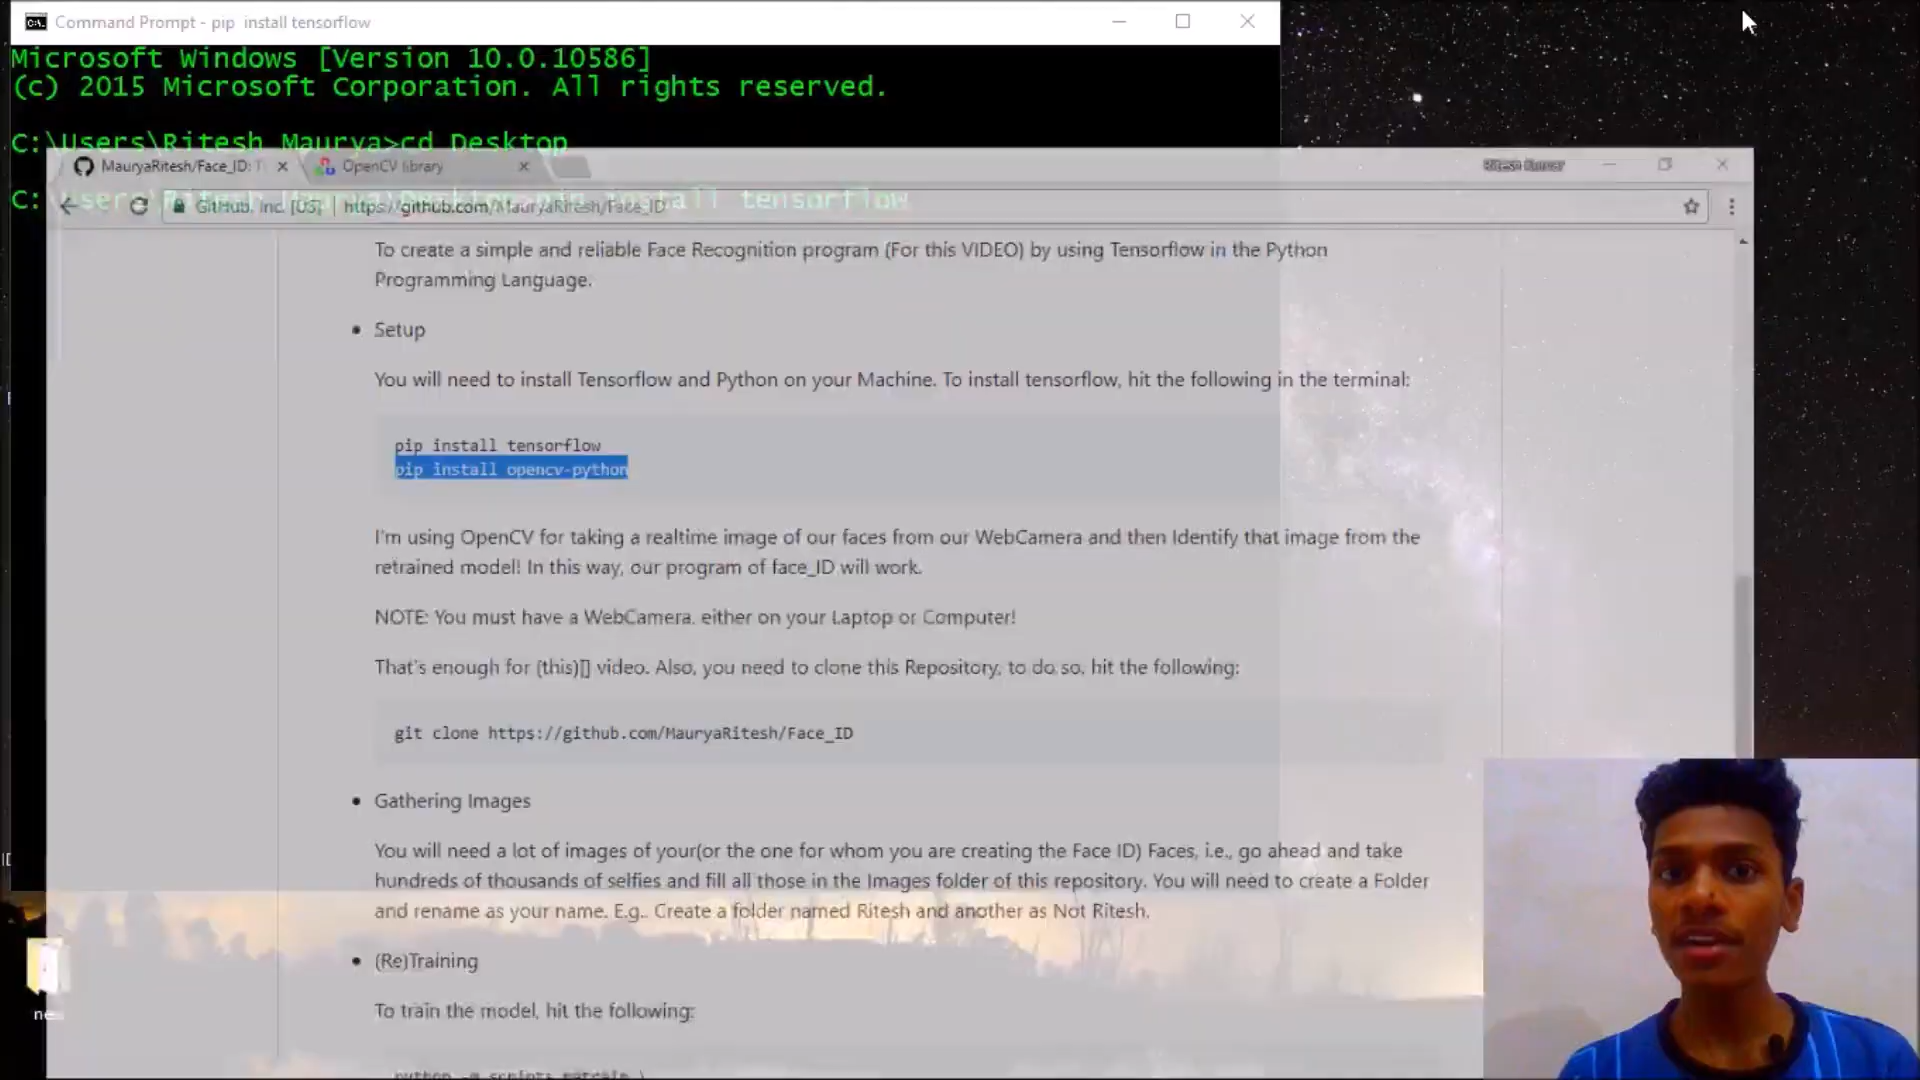 Command Prompt - pip install tensorflow
Microsoft Windows [Version 10.0.10586]
(c) 2015 Microsoft Corporation. All rights reserved.
C:\Users\Ritesh Maurya>cd Desktop
MauryaRitesh/Face_ID: T
OpenCV library
C:\Users\Ritesh Maurya\Desktop>pip install tensorflow
GitHub, Inc. [US] https://github.com/MauryaRitesh/Face_ID
To create a simple and reliable Face Recognition program (For this VIDEO) by using Tensorflow in the Python
Programming Language.
• Setup
You will need to install Tensorflow and Python on your Machine. To install tensorflow, hit the following in the terminal:
pip install tensorflow
pip install opencv-python
I'm using OpenCV for taking a realtime image of our faces from our WebCamera and then Identify that image from the
retrained model! In this way, our program of face_ID will work.
NOTE: You must have a WebCamera, either on your Laptop or Computer!
That's enough for (this)[] video. Also, you need to clone this Repository, to do so, hit the following:
git clone https://github.com/MauryaRitesh/Face_ID
• Gathering Images
You will need a lot of images of your(or the one for whom you are creating the Face ID) Faces, i.e., go ahead and take
hundreds of thousands of selfies and fill all those in the Images folder of this repository. You will need to create a Folder
and rename as your name. E.g.. Create a folder named Ritesh and another as Not Ritesh.
• (Re)Training
To train the model, hit the following:
python -m scripts.retrain \